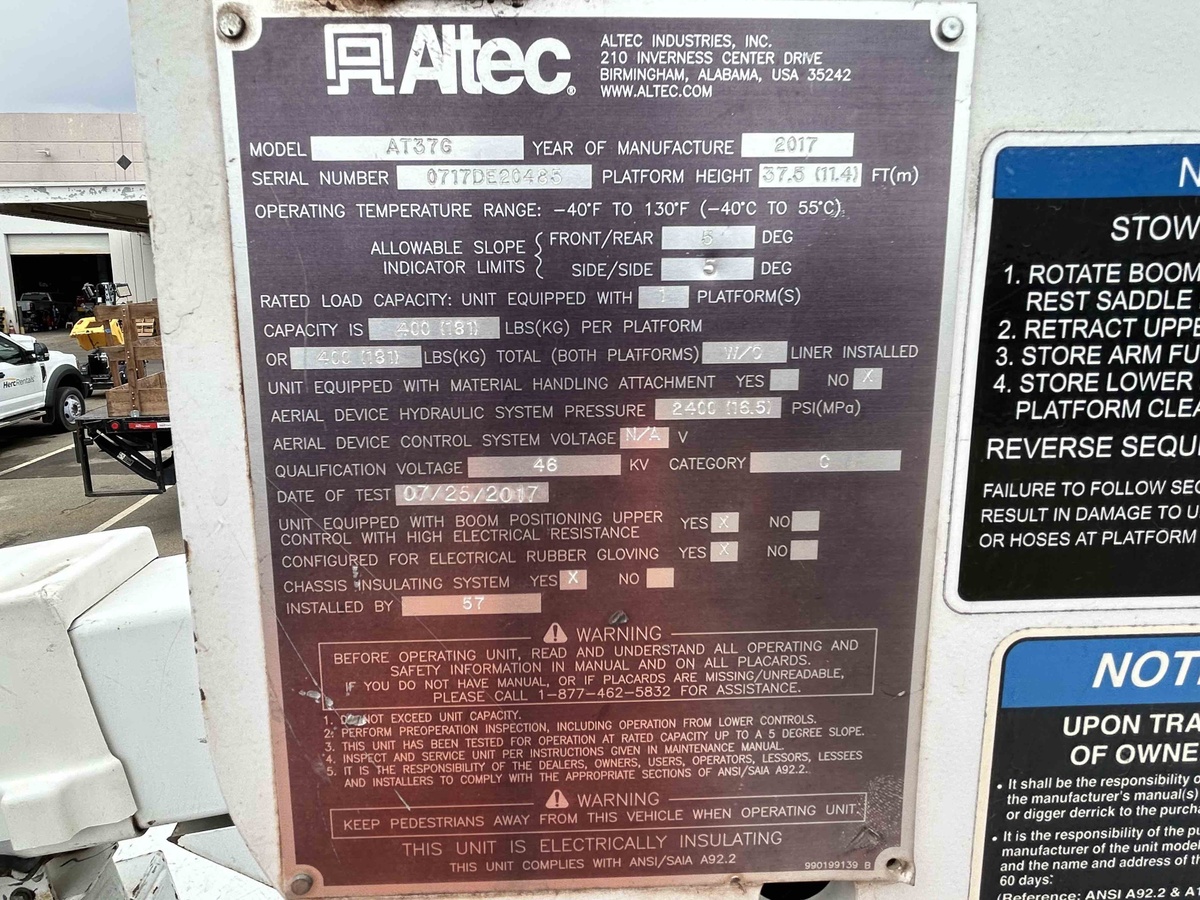 Altec
ALTEC INDUSTRIES, INC.
210 INVERNESS CENTER DRIVE
BIRMINGHAM, ALABAMA, USA 35242
WWW.ALTEC.COM
MODEL AT37G YEAR OF MANUFACTURE 2017
SERIAL NUMBER 0717DE20485 PLATFORM HEIGHT 37.5 (11.4) FT(m)
OPERATING TEMPERATURE RANGE: -40°F TO 130°F (-40°C TO 55°C)
ALLOWABLE SLOPE INDICATOR LIMITS
FRONT/REAR 5 DEG
SIDE/SIDE 5 DEG
RATED LOAD CAPACITY: UNIT EQUIPPED WITH 1 PLATFORM(S)
CAPACITY IS 400 (181) LBS(KG) PER PLATFORM
OR 400 (181) LBS(KG) TOTAL (BOTH PLATFORMS) W/O LINER INSTALLED
UNIT EQUIPPED WITH MATERIAL HANDLING ATTACHMENT YES NO X
AERIAL DEVICE HYDRAULIC SYSTEM PRESSURE 2400 (16.5) PSI(MPa)
AERIAL DEVICE CONTROL SYSTEM VOLTAGE N/A V
QUALIFICATION VOLTAGE 46 KV CATEGORY C
DATE OF TEST 07/25/2017
UNIT EQUIPPED WITH BOOM POSITIONING UPPER
CONTROL WITH HIGH ELECTRICAL RESISTANCE YES X NO
CONFIGURED FOR ELECTRICAL RUBBER GLOVING YES X NO
CHASSIS INSULATING SYSTEM YES X NO
INSTALLED BY 57
WARNING
BEFORE OPERATING UNIT, READ AND UNDERSTAND ALL OPERATING AND
SAFETY INFORMATION IN MANUAL AND ON ALL PLACARDS.
IF YOU DO NOT HAVE MANUAL, OR IF PLACARDS ARE MISSING/UNREADABLE,
PLEASE CALL 1-877-462-5832 FOR ASSISTANCE.
1. DO NOT EXCEED UNIT CAPACITY.
2. PERFORM PREOPERATION INSPECTION, INCLUDING OPERATION FROM LOWER CONTROLS.
3. THIS UNIT HAS BEEN TESTED FOR OPERATION AT RATED CAPACITY UP TO A 5 DEGREE SLOPE.
4. INSPECT AND SERVICE UNIT PER INSTRUCTIONS GIVEN IN MAINTENANCE MANUAL.
5. IT IS THE RESPONSIBILITY OF THE DEALERS, OWNERS, USERS, OPERATORS, LESSORS, LESSEES
AND INSTALLERS TO COMPLY WITH THE APPROPRIATE SECTIONS OF ANSI/SAIA A92.2.
WARNING
KEEP PEDESTRIANS AWAY FROM THIS VEHICLE WHEN OPERATING UNIT.
THIS UNIT IS ELECTRICALLY INSULATING
THIS UNIT COMPLIES WITH ANSI/SAIA A92.2
990199139 B
HercRentals
N
STOW
1. ROTATE BOOM
REST SADDLE
2. RETRACT UPPE
3. STORE ARM FU
4. STORE LOWER
PLATFORM CLEA
REVERSE SEQU
FAILURE TO FOLLOW SEQ
RESULT IN DAMAGE TO U
OR HOSES AT PLATFORM
NOTI
UPON TRA
OF OWNE
• It shall be the responsibility o
the manufacturer's manual(s)
or digger derrick to the purch
• It is the responsibility of the pu
manufacturer of the unit model
and the name and address of th
60 days:
(Reference: ANSI A92.2 & A1